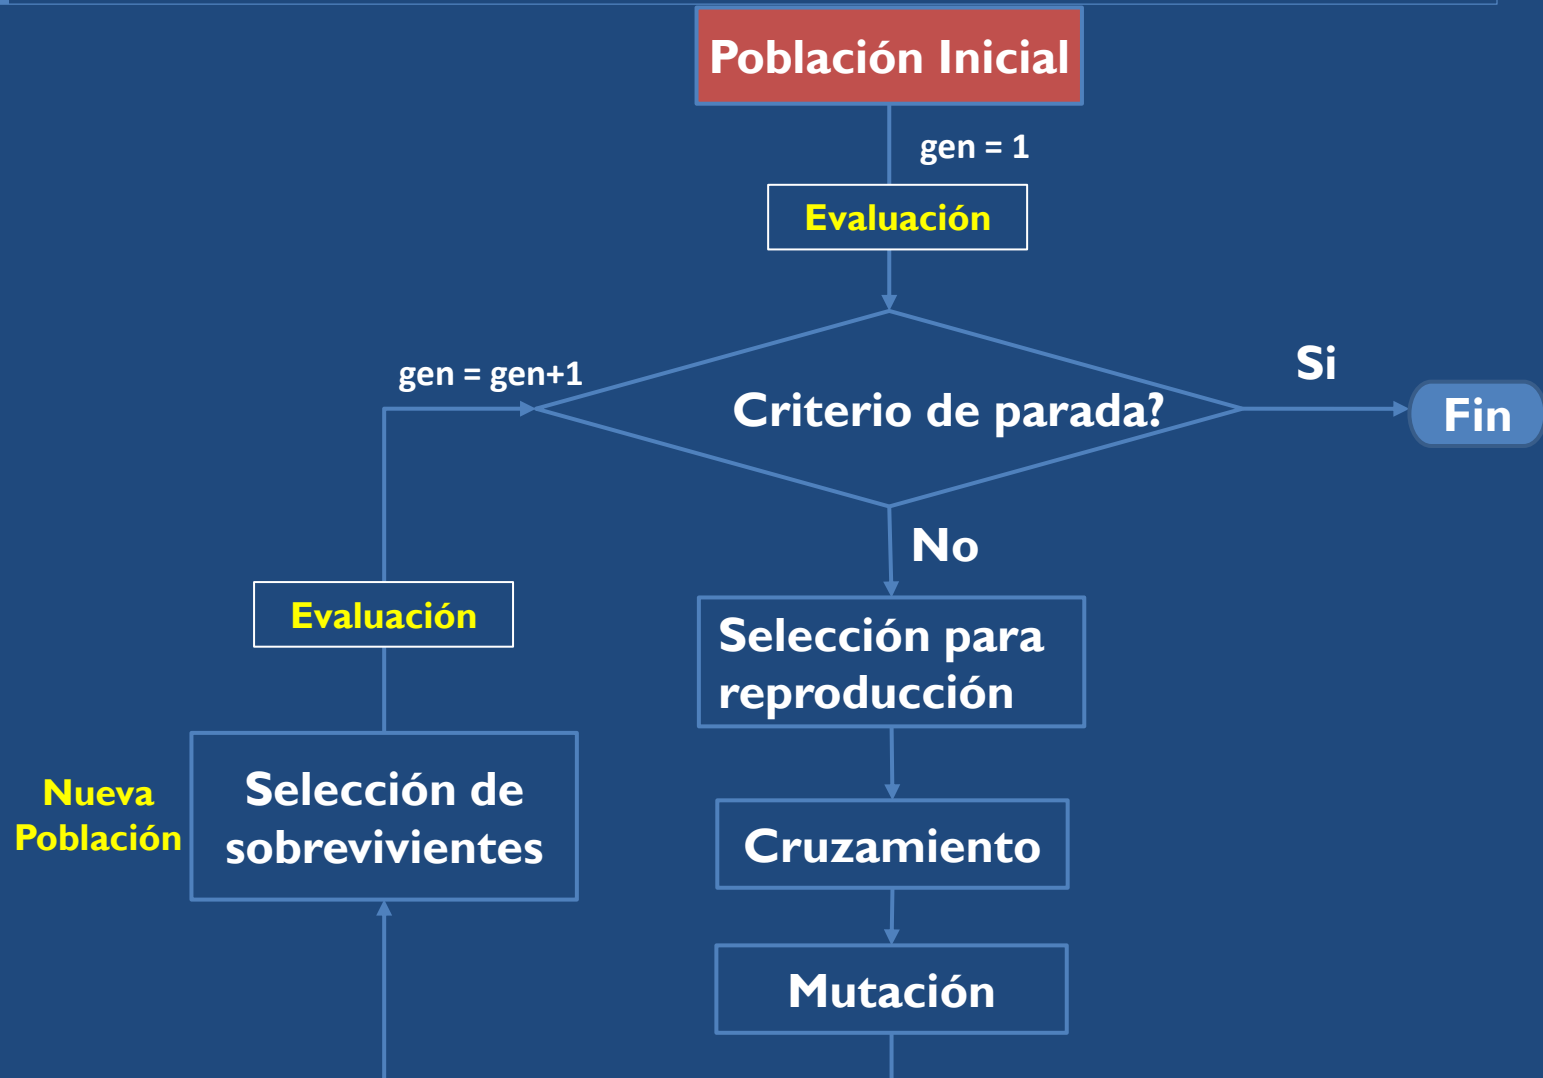 Población Inicial
gen = 1
Evaluación
Criterio de parada?
Si
Fin
No
Selección para
reproducción
Cruzamiento
Mutación
Nueva
Población
Selección de
sobrevivientes
Evaluación
gen = gen+1